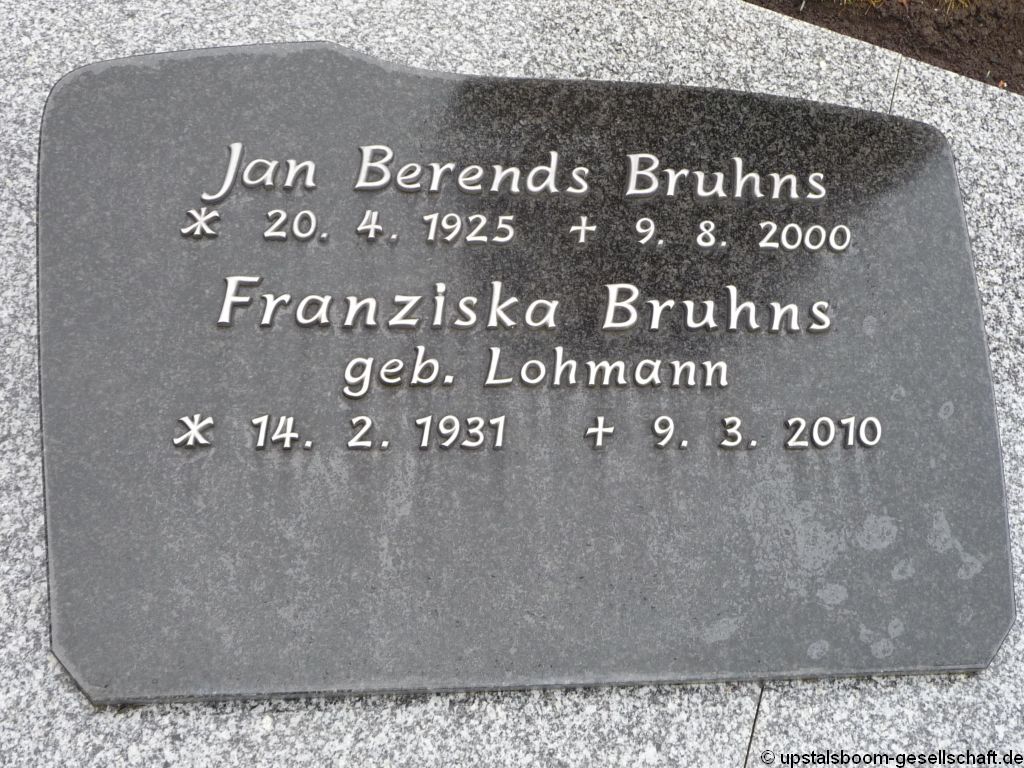 Jan Berends Bruhns
* 20. 4. 1925 + 9. 8. 2000
Franziska Bruhns
geb. Lohmann
* 14. 2. 1931 + 9. 3. 2010
© upstalsboom-gesellschaft.de